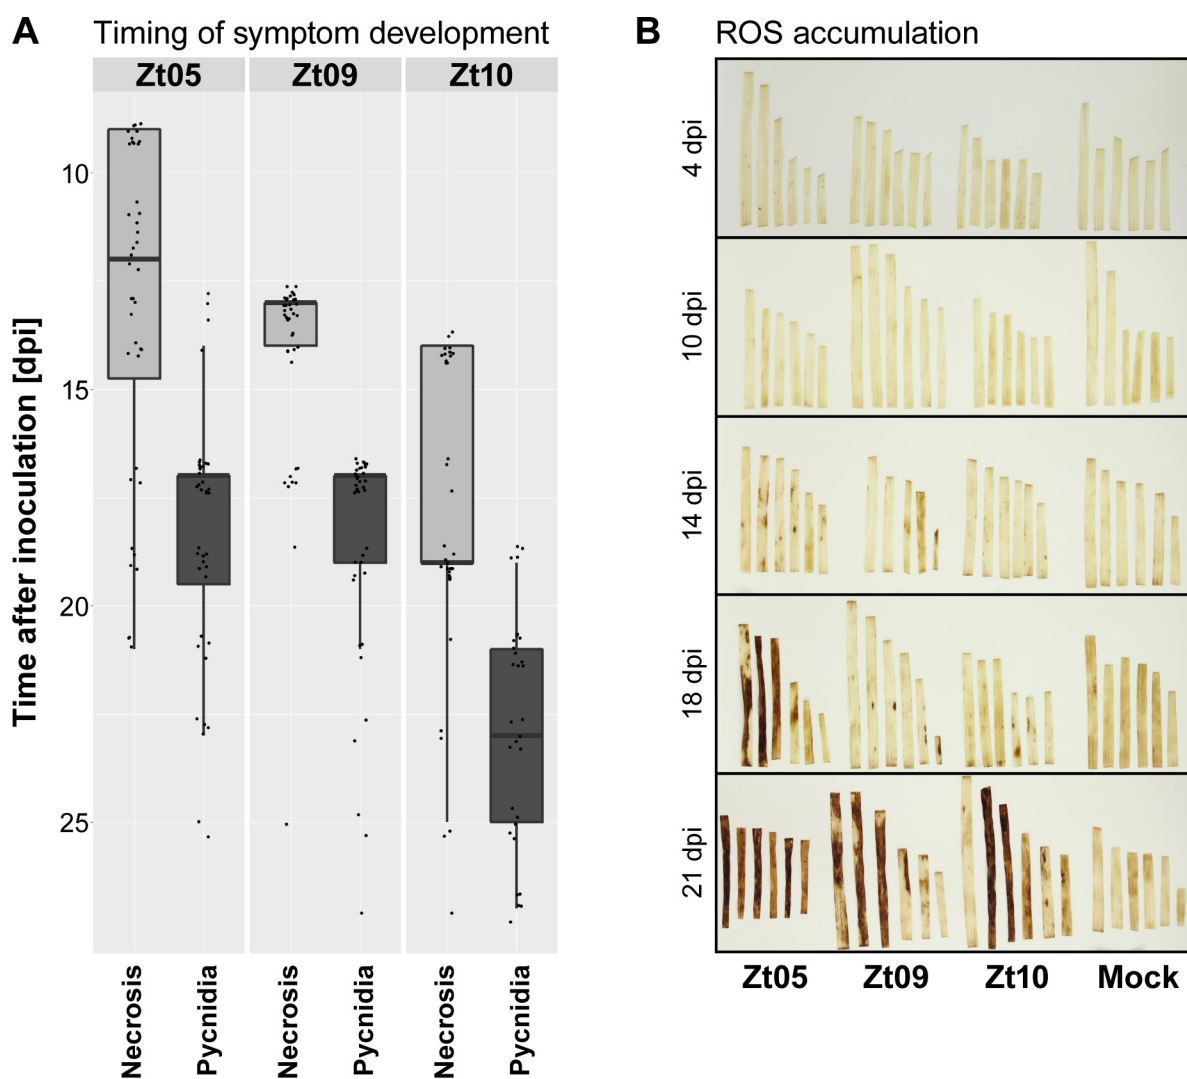 A Timing of symptom development
Zt05 Zt09 Zt10
Time after inoculation [dpi]
10
15
20
25
Necrosis Pycnidia Necrosis Pycnidia Necrosis Pycnidia
B ROS accumulation
4 dpi
10 dpi
14 dpi
18 dpi
21 dpi
Zt05 Zt09 Zt10 Mock